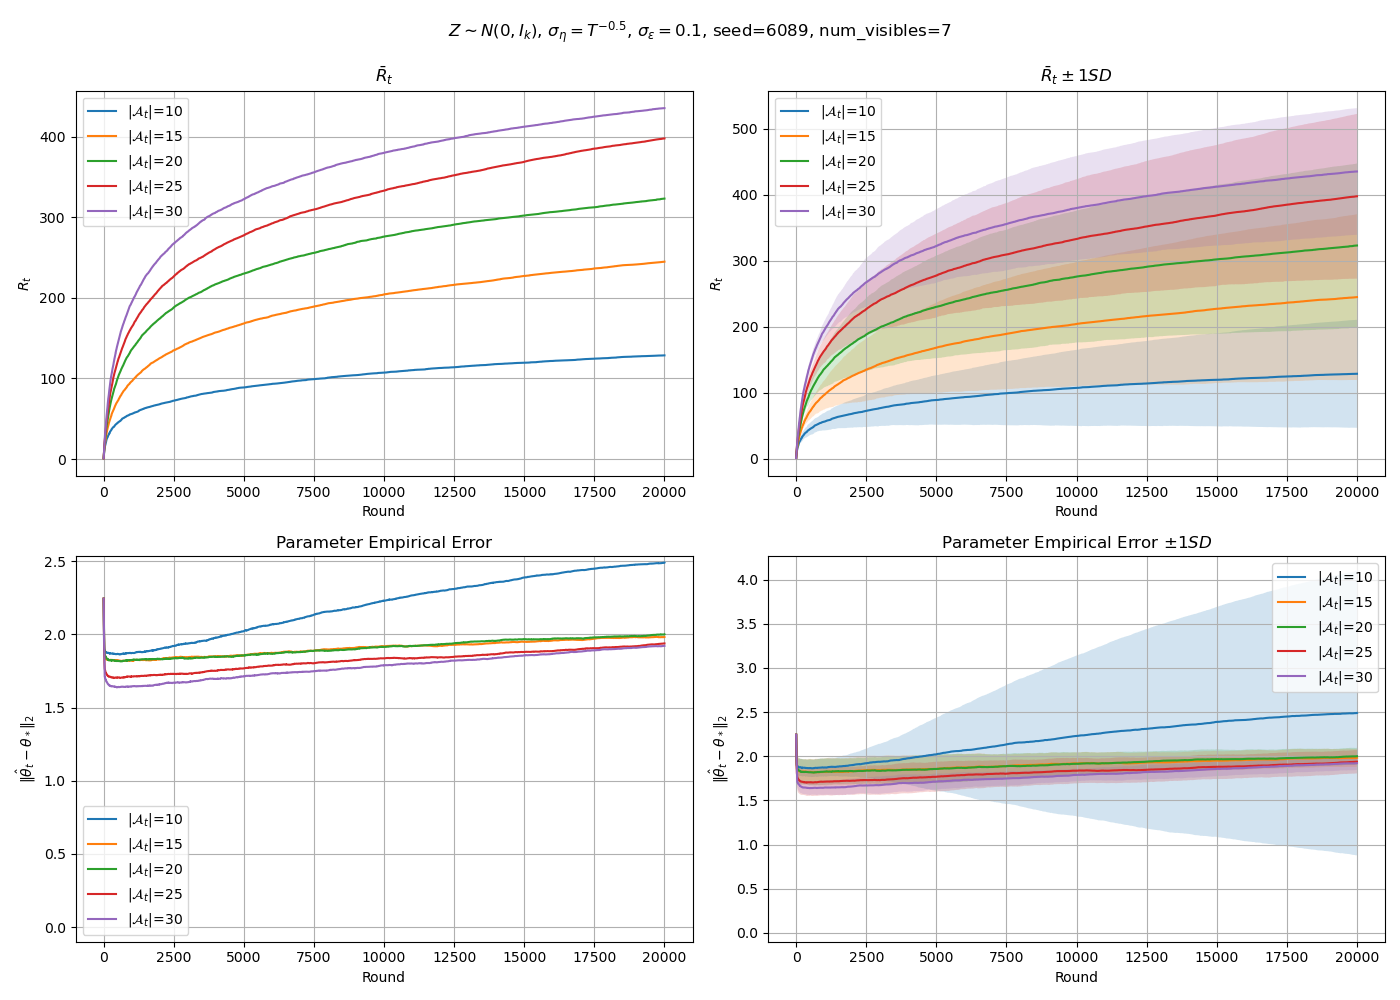 Z ~ N(0, I_k), σ_η = T^{−0.5}, σ_ε = 0.1, seed=6089, num_visibles=7
R̄_t
R_t
400
300
200
100
0
|𝒜_t|=10
|𝒜_t|=15
|𝒜_t|=20
|𝒜_t|=25
|𝒜_t|=30
0 2500 5000 7500 10000 12500 15000 17500 20000
Round
R̄_t ± 1SD
R_t
500
400
300
200
100
0
|𝒜_t|=10
|𝒜_t|=15
|𝒜_t|=20
|𝒜_t|=25
|𝒜_t|=30
0 2500 5000 7500 10000 12500 15000 17500 20000
Round
Parameter Empirical Error
‖θ̂_t − θ_*‖_2
2.5
2.0
1.5
1.0
0.5
0.0
|𝒜_t|=10
|𝒜_t|=15
|𝒜_t|=20
|𝒜_t|=25
|𝒜_t|=30
0 2500 5000 7500 10000 12500 15000 17500 20000
Round
Parameter Empirical Error ±1SD
‖θ̂_t − θ_*‖_2
4.0
3.5
3.0
2.5
2.0
1.5
1.0
0.5
0.0
|𝒜_t|=10
|𝒜_t|=15
|𝒜_t|=20
|𝒜_t|=25
|𝒜_t|=30
0 2500 5000 7500 10000 12500 15000 17500 20000
Round